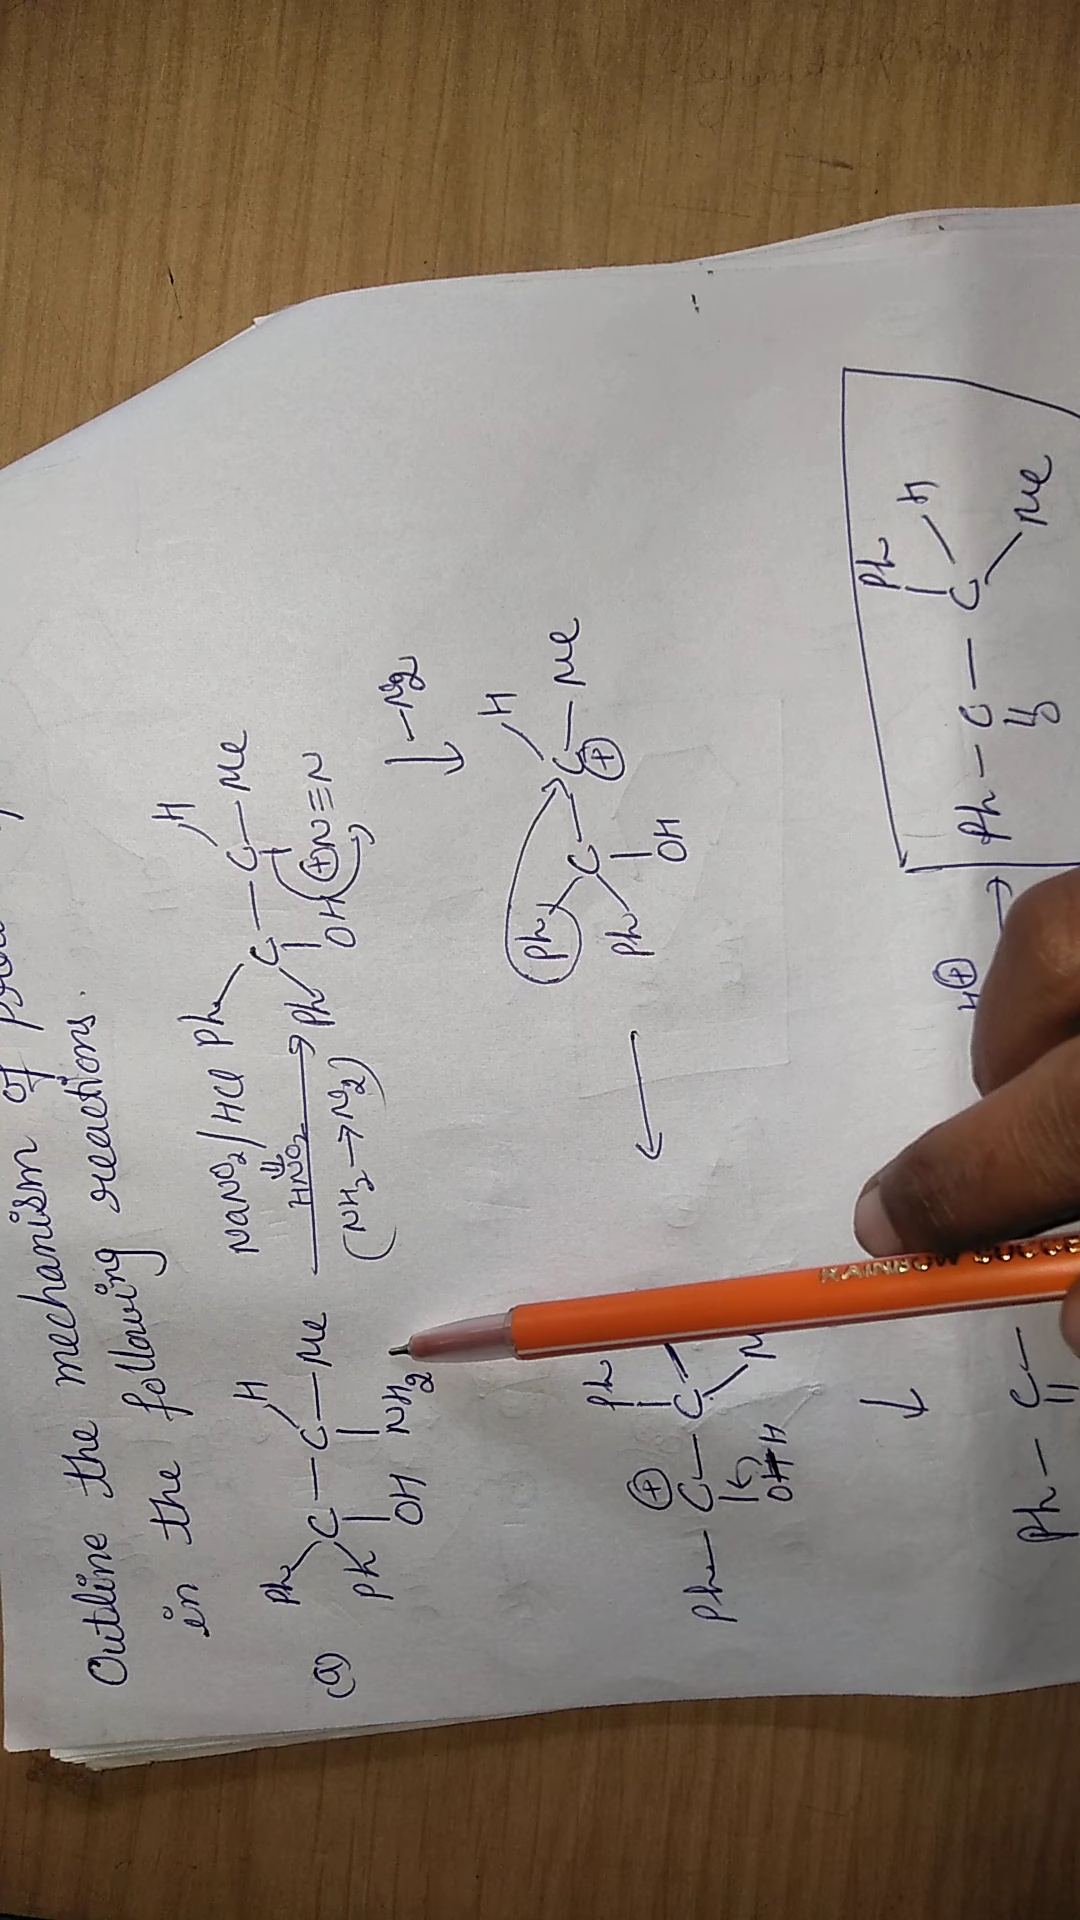 Outline the mechanism of
in the following reactions.
(a) Ph Ph C — C H Me OH NH2
NaNO2/HCl
⇓
HNO2
(NH2 → N2)
Ph Ph C — C H Me OH ⊕N≡N
-N2
Ph Ph C — C ⊕ H Me OH
Ph — C ⊕ — C Ph OH H
Ph — C
H⊕
Ph — C — C Ph H Me O
RAINBOW